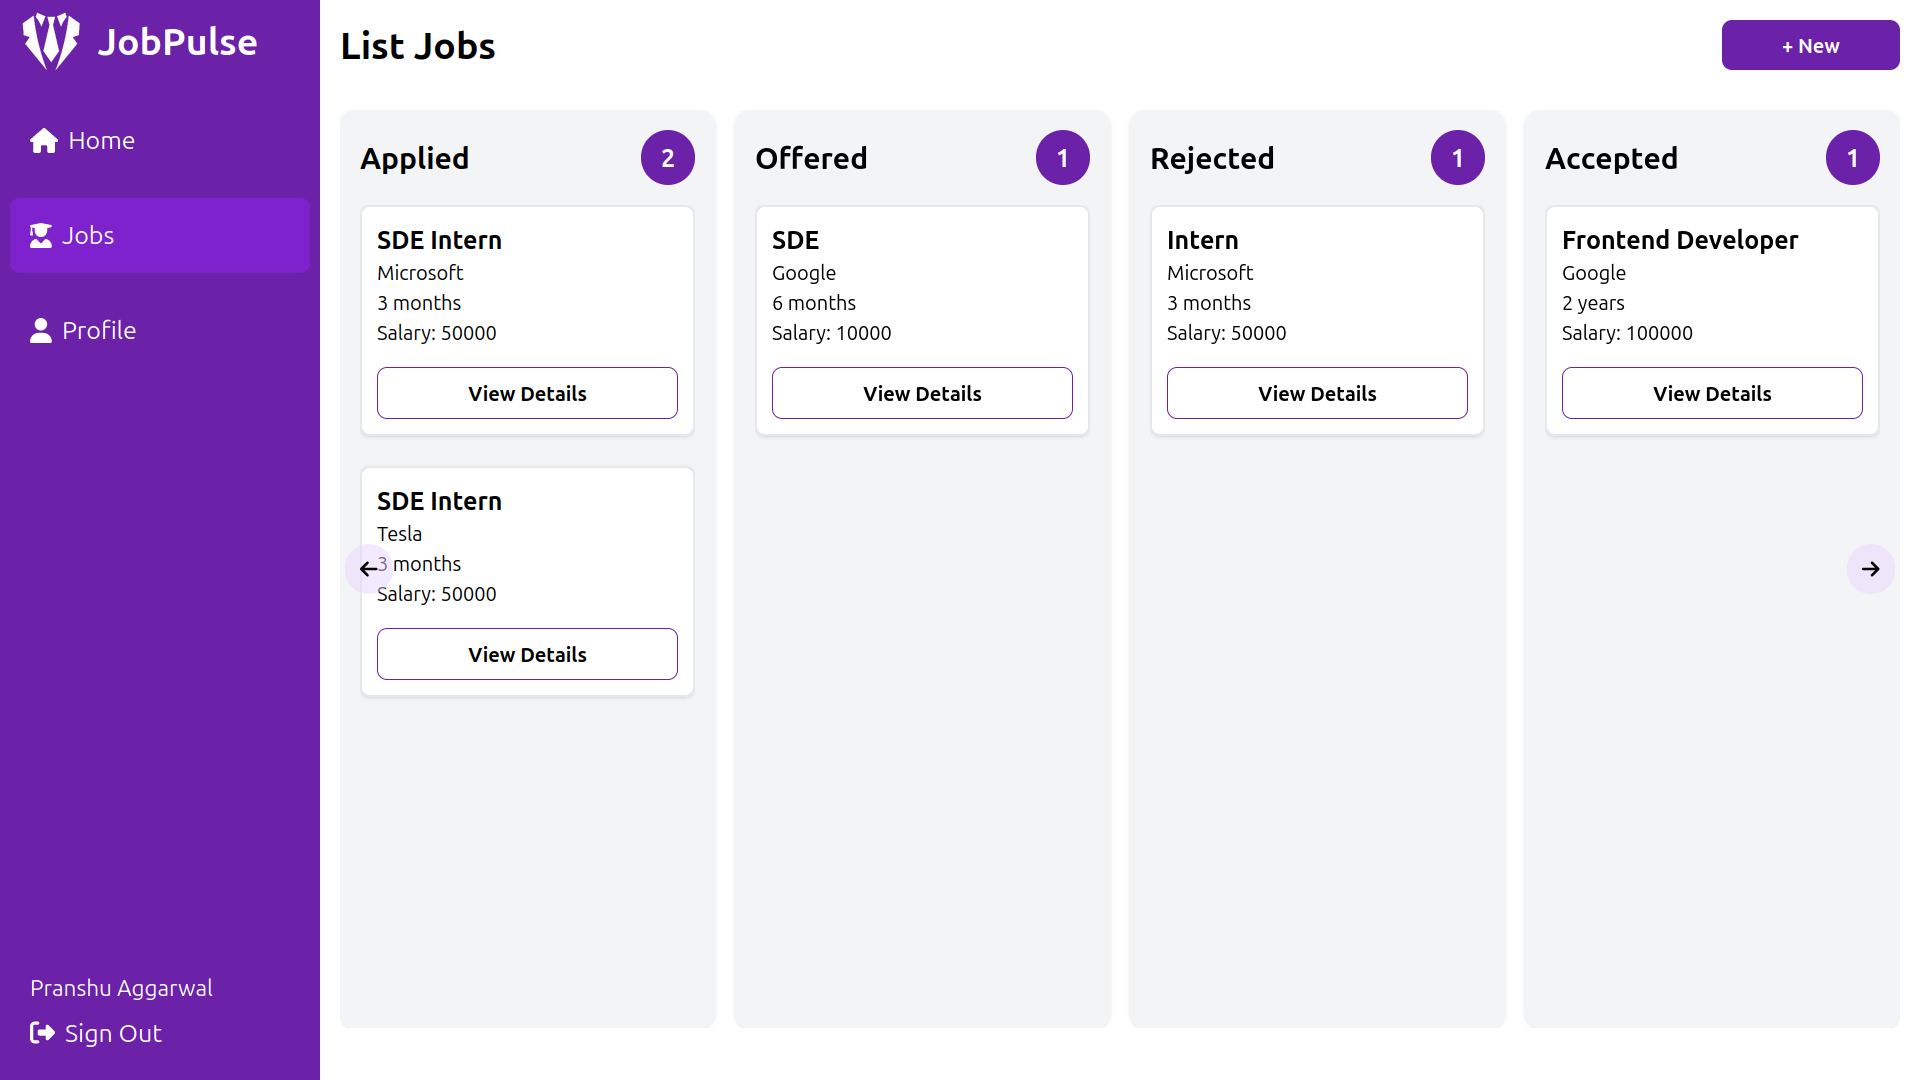 JobPulse
Home
Jobs
Profile
Pranshu Aggarwal
Sign Out
List Jobs
+ New
Applied
2
SDE Intern
Microsoft
3 months
Salary: 50000
View Details
SDE Intern
Tesla
3 months
Salary: 50000
View Details
Offered
1
SDE
Google
6 months
Salary: 10000
View Details
Rejected
1
Intern
Microsoft
3 months
Salary: 50000
View Details
Accepted
1
Frontend Developer
Google
2 years
Salary: 100000
View Details